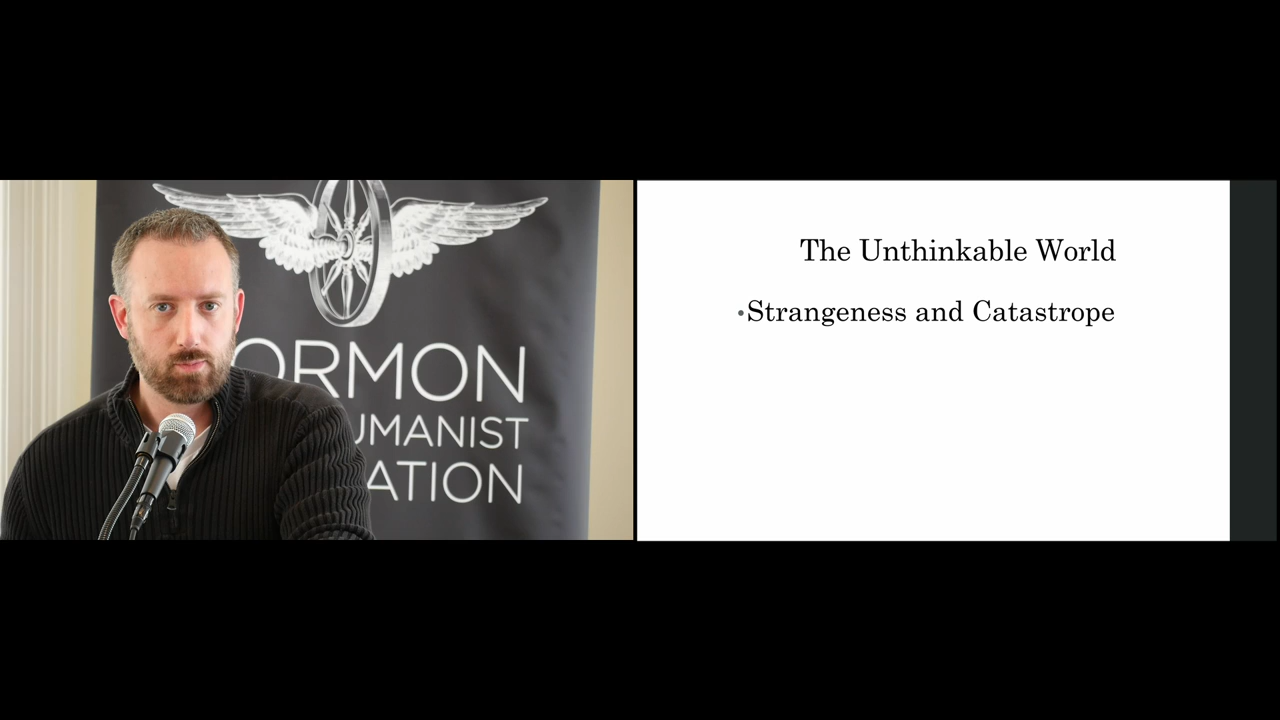 ORMON
UMANIST
ATION
The Unthinkable World
•Strangeness and Catastrope